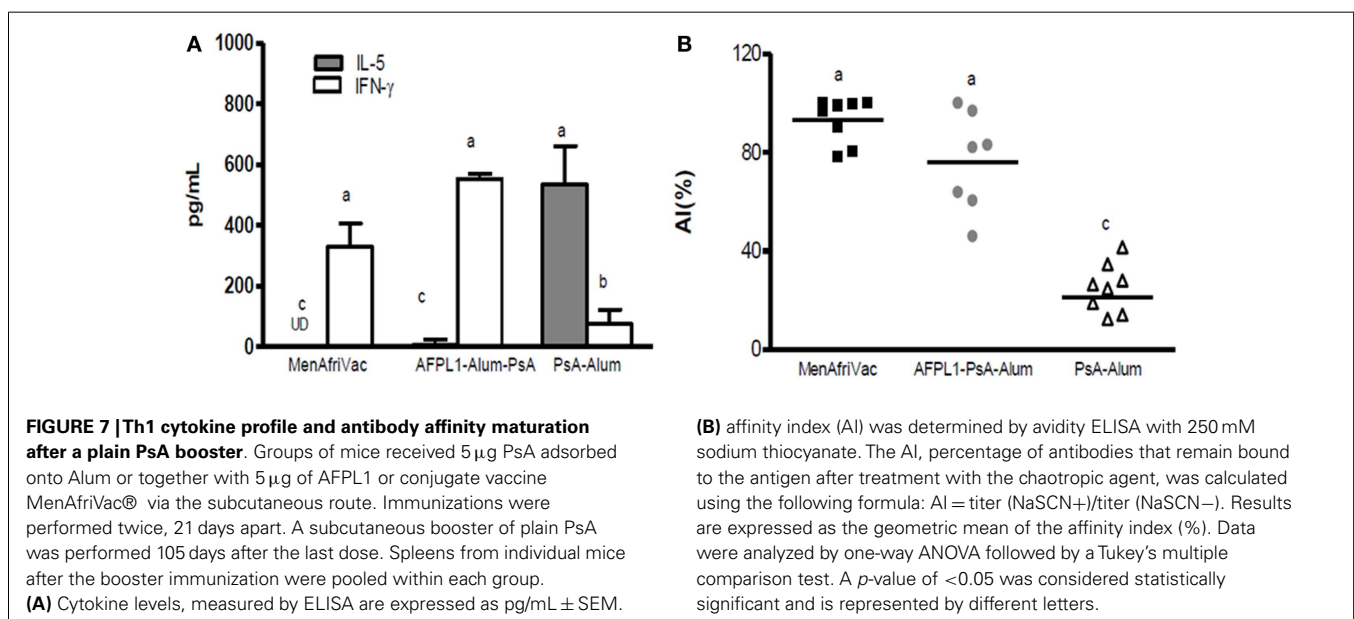 A
1000
800
600
400
200
0
pg/mL
IL-5
IFN-γ
c
UD
a
c
a
a
b
MenAfriVac
AFPL1-Alum-PsA
PsA-Alum
B
120
80
40
0
AI(%)
a
a
c
MenAfriVac
AFPL1-PsA-Alum
PsA-Alum
FIGURE 7 | Th1 cytokine profile and antibody affinity maturation
after a plain PsA booster. Groups of mice received 5 μg PsA adsorbed
onto Alum or together with 5 μg of AFPL1 or conjugate vaccine
MenAfriVac® via the subcutaneous route. Immunizations were
performed twice, 21 days apart. A subcutaneous booster of plain PsA
was performed 105 days after the last dose. Spleens from individual mice
after the booster immunization were pooled within each group.
(A) Cytokine levels, measured by ELISA are expressed as pg/mL ± SEM.
(B) affinity index (AI) was determined by avidity ELISA with 250 mM
sodium thiocyanate. The AI, percentage of antibodies that remain bound
to the antigen after treatment with the chaotropic agent, was calculated
using the following formula: AI = titer (NaSCN+)/titer (NaSCN−). Results
are expressed as the geometric mean of the affinity index (%). Data
were analyzed by one-way ANOVA followed by a Tukey's multiple
comparison test. A p-value of <0.05 was considered statistically
significant and is represented by different letters.